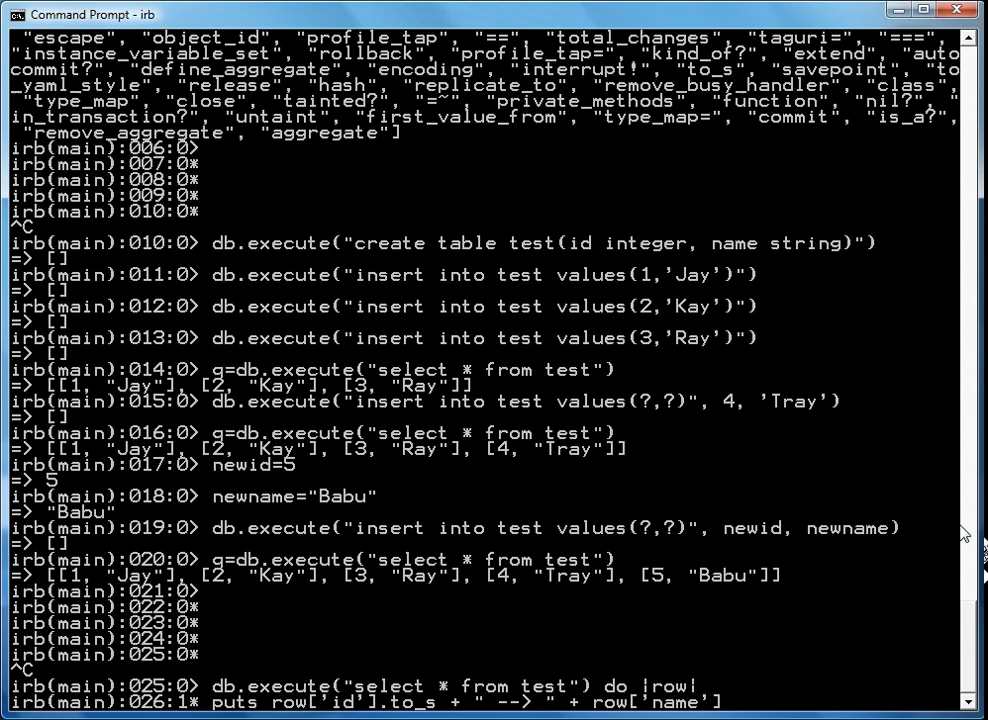 Command Prompt - irb
"escape", "object_id", "profile_tap", "==", "total_changes", "taguri=", "===",
"instance_variable_set", "rollback", "profile_tap=", "kind_of?", "extend", "auto
commit?", "define_aggregate", "encoding", "interrupt!", "to_s", "savepoint", "to
_yaml_style", "release", "hash", "replicate_to", "remove_busy_handler", "class",
"type_map", "close", "tainted?", "=~", "private_methods", "function", "nil?", "
in_transaction?", "untaint", "first_value_from", "type_map=", "commit", "is_a?",
"remove_aggregate", "aggregate"]
irb(main):006:0>
irb(main):007:0*
irb(main):008:0*
irb(main):009:0*
irb(main):010:0*
^C
irb(main):010:0> db.execute("create table test(id integer, name string)")
=> []
irb(main):011:0> db.execute("insert into test values(1,'Jay')")
=> []
irb(main):012:0> db.execute("insert into test values(2,'Kay')")
=> []
irb(main):013:0> db.execute("insert into test values(3,'Ray')")
=> []
irb(main):014:0> g=db.execute("select * from test")
=> [[1, "Jay"], [2, "Kay"], [3, "Ray"]]
irb(main):015:0> db.execute("insert into test values(?,?)", 4, 'Tray')
=> []
irb(main):016:0> g=db.execute("select * from test")
=> [[1, "Jay"], [2, "Kay"], [3, "Ray"], [4, "Tray"]]
irb(main):017:0> newid=5
=> 5
irb(main):018:0> newname="Babu"
=> "Babu"
irb(main):019:0> db.execute("insert into test values(?,?)", newid, newname)
=> []
irb(main):020:0> g=db.execute("select * from test")
=> [[1, "Jay"], [2, "Kay"], [3, "Ray"], [4, "Tray"], [5, "Babu"]]
irb(main):021:0>
irb(main):022:0*
irb(main):023:0*
irb(main):024:0*
irb(main):025:0*
^C
irb(main):025:0> db.execute("select * from test") do |row|
irb(main):026:1* puts row['id'].to_s + " --> " + row['name']